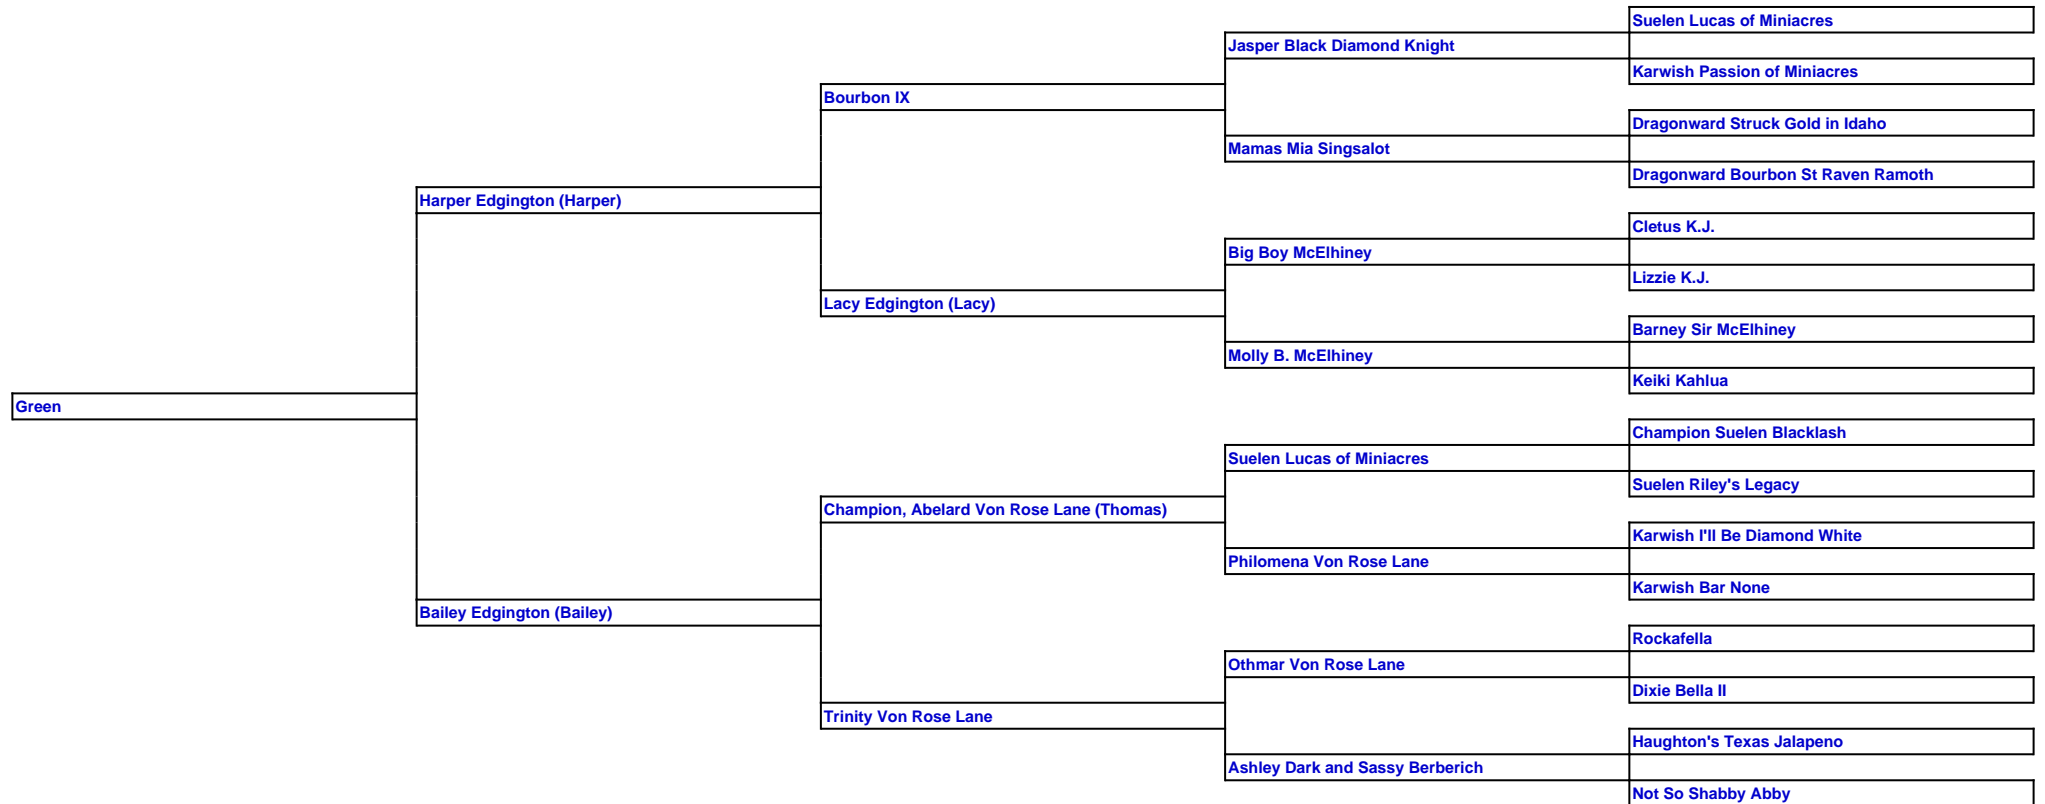 Suelen Lucas of Miniacres
Jasper Black Diamond Knight
Karwish Passion of Miniacres
Bourbon IX
Dragonward Struck Gold in Idaho
Mamas Mia Singsalot
Dragonward Bourbon St Raven Ramoth
Harper Edgington (Harper)
Cletus K.J.
Big Boy McElhiney
Lizzie K.J.
Lacy Edgington (Lacy)
Barney Sir McElhiney
Molly B. McElhiney
Keiki Kahlua
Green
Champion Suelen Blacklash
Suelen Lucas of Miniacres
Suelen Riley's Legacy
Champion, Abelard Von Rose Lane (Thomas)
Karwish I'll Be Diamond White
Philomena Von Rose Lane
Karwish Bar None
Bailey Edgington (Bailey)
Rockafella
Othmar Von Rose Lane
Dixie Bella II
Trinity Von Rose Lane
Haughton's Texas Jalapeno
Ashley Dark and Sassy Berberich
Not So Shabby Abby